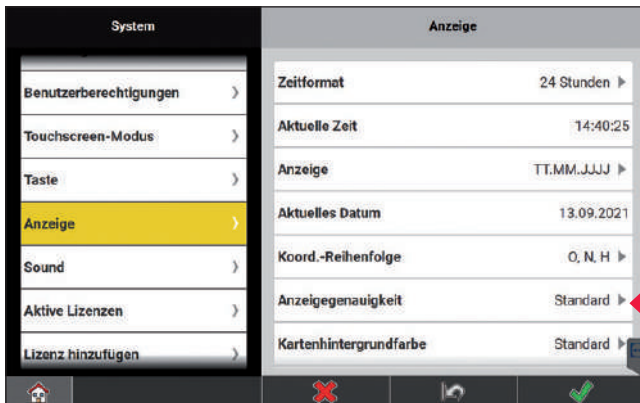 System
Benutzerberechtigungen
Touchscreen-Modus
Taste
Anzeige
Sound
Aktive Lizenzen
Lizenz hinzufügen
Anzeige
Zeitformat 24 Stunden
Aktuelle Zeit 14:40:25
Anzeige TT.MM.JJJJ
Aktuelles Datum 13.09.2021
Koord.-Reihenfolge O, N, H
Anzeigegenauigkeit Standard
Kartenhintergrundfarbe Standard